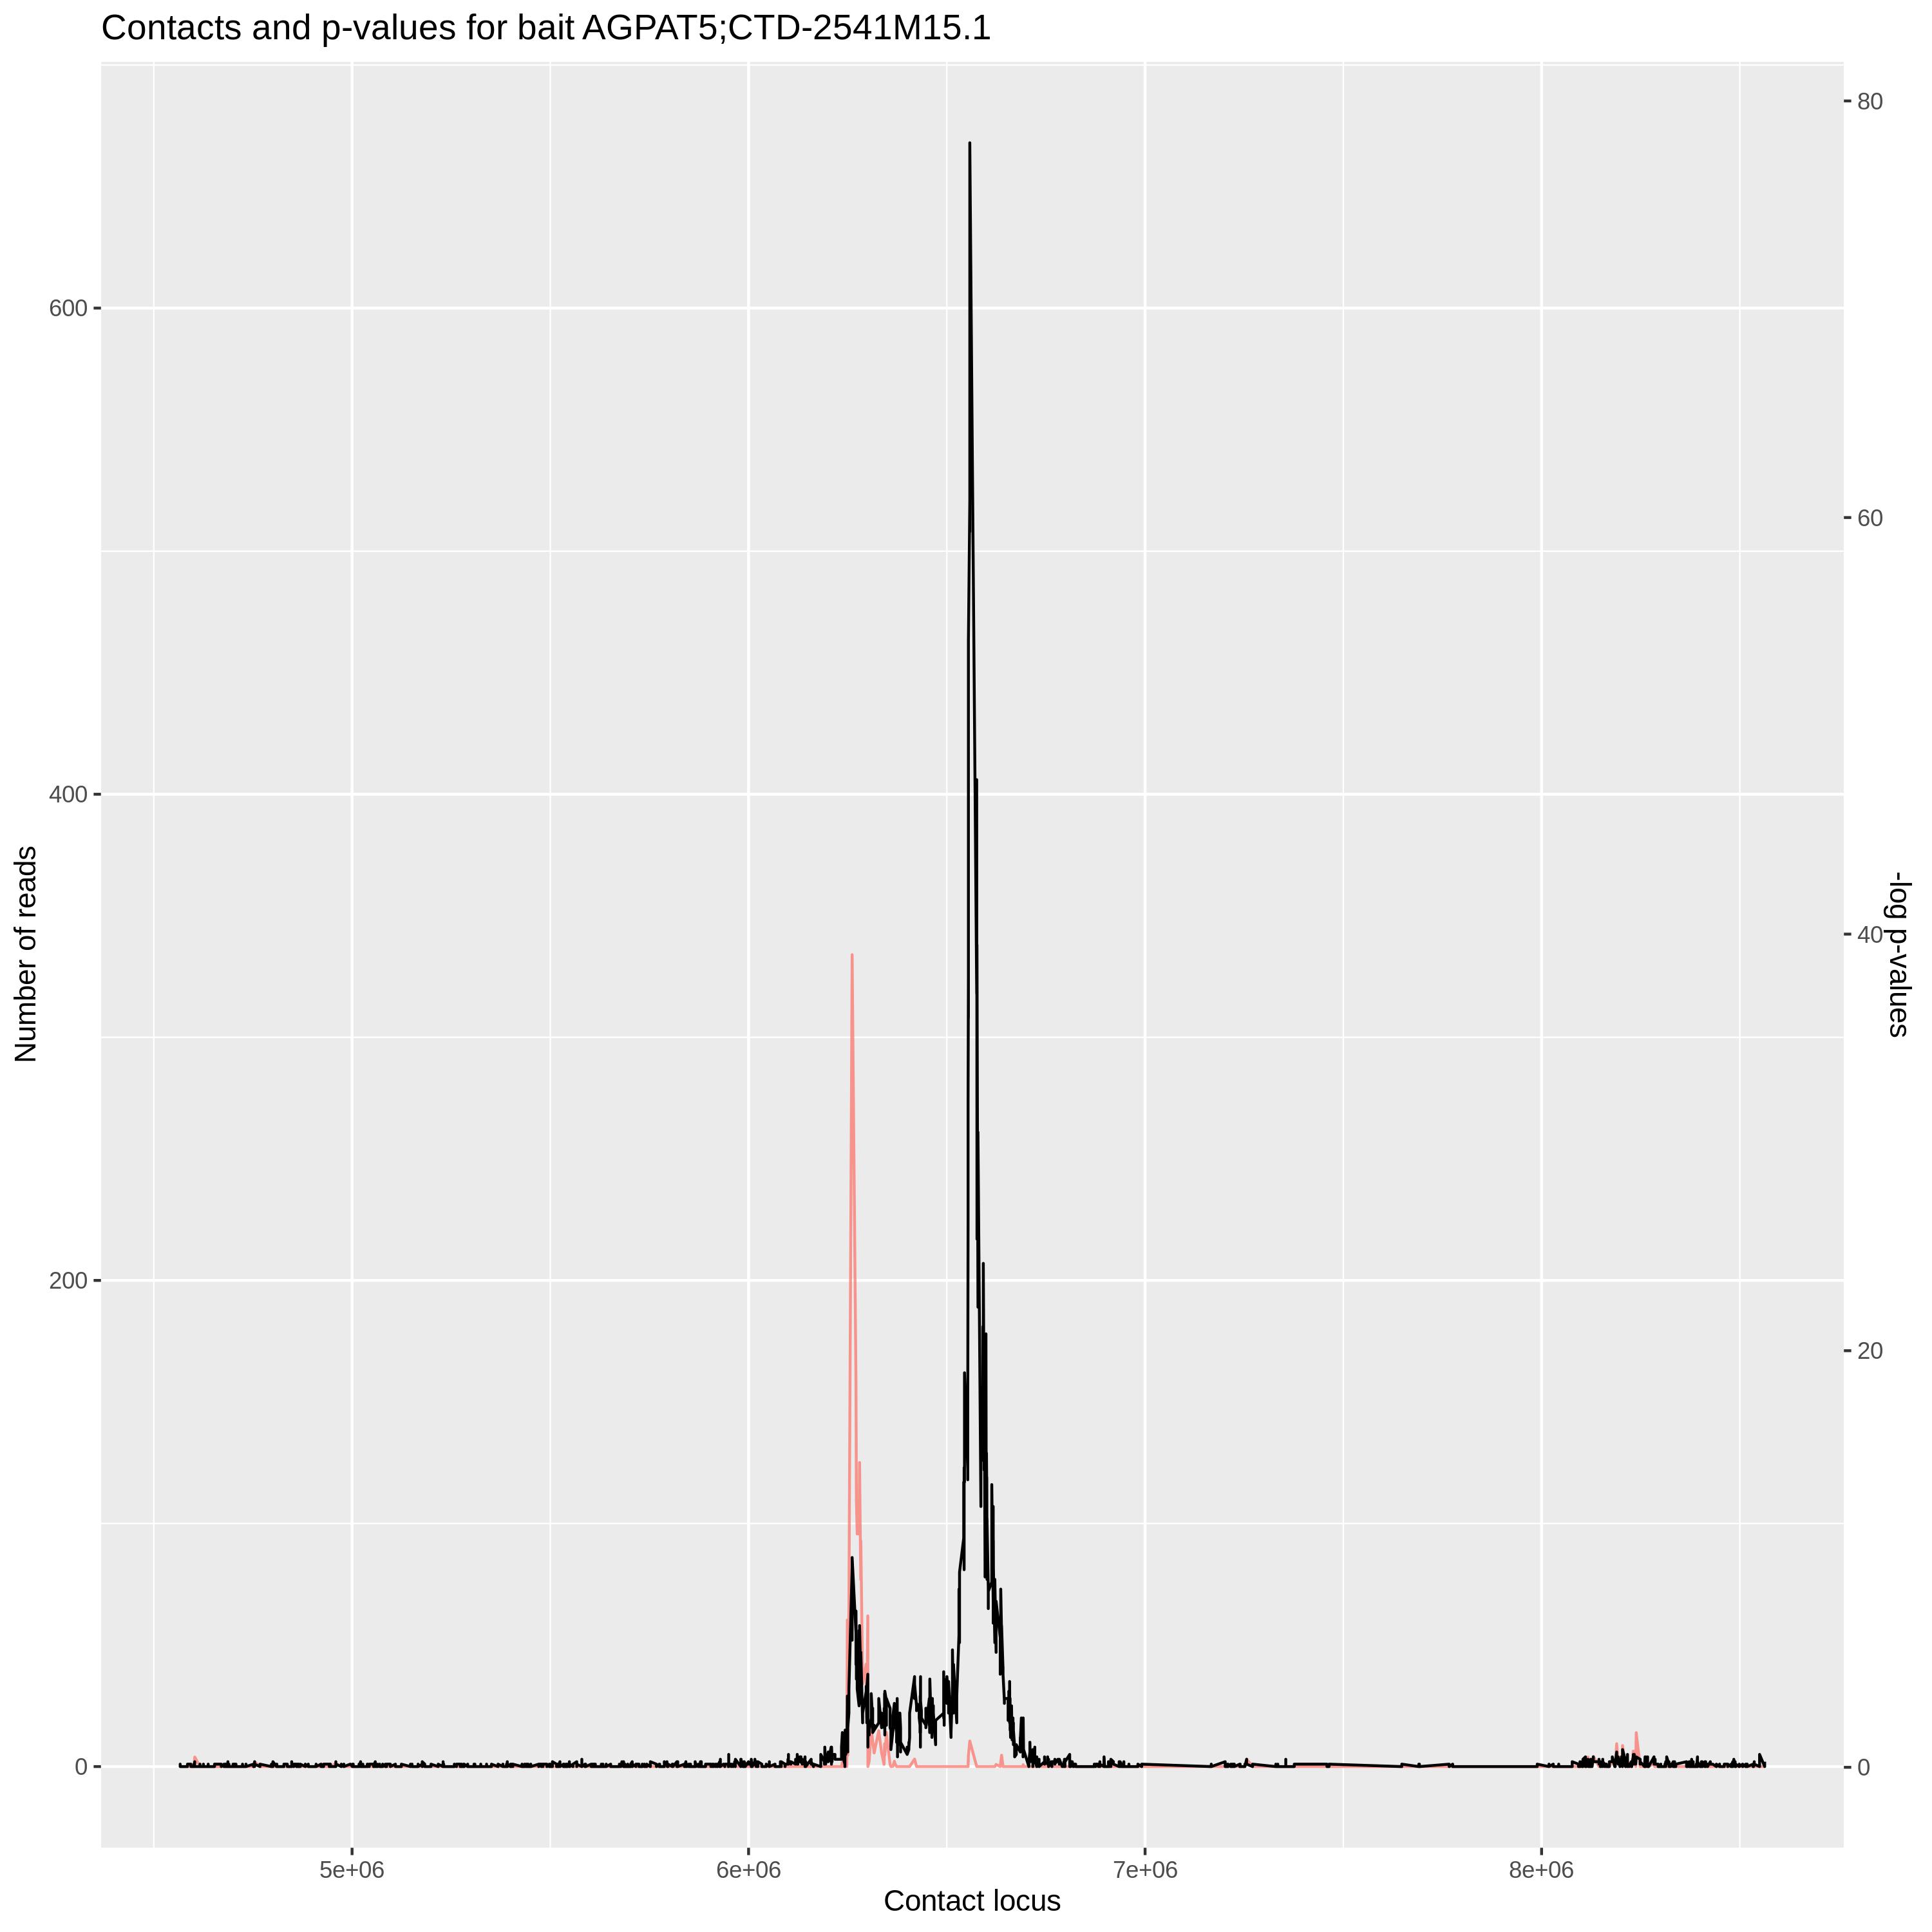 Contacts and p-values for bait AGPAT5;CTD-2541M15.1
80
600
60
400
40
Number of reads
-log p-values
200
20
0
0
5e+06
6e+06
7e+06
8e+06
Contact locus